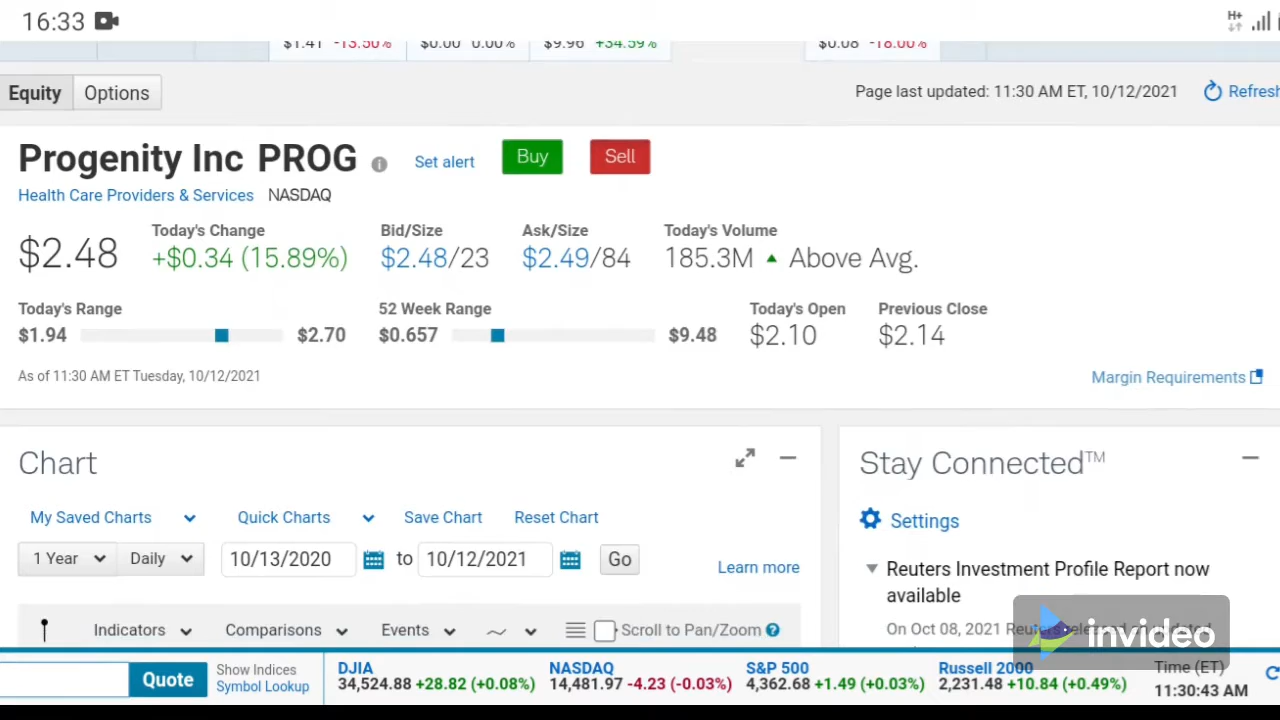 16:33 H+
$1.41 -13.50% $0.00 0.00% $9.96 +34.59% $0.08 -18.00%
Equity Options Page last updated: 11:30 AM ET, 10/12/2021 Refresh
Progenity Inc PROG Set alert Buy Sell
Health Care Providers & Services NASDAQ
Today's Change Bid/Size Ask/Size Today's Volume
$2.48 +$0.34 (15.89%) $2.48/23 $2.49/84 185.3M Above Avg.
Today's Range 52 Week Range Today's Open Previous Close
$1.94 $2.70 $0.657 $9.48 $2.10 $2.14
As of 11:30 AM ET Tuesday, 10/12/2021 Margin Requirements
Chart Stay Connected™
My Saved Charts Quick Charts Save Chart Reset Chart Settings
1 Year Daily 10/13/2020 to 10/12/2021 Go Learn more
Reuters Investment Profile Report now
available
Indicators Comparisons Events Scroll to Pan/Zoom
On Oct 08, 2021 Reuters released an updated
invideo
Quote Show Indices DJIA NASDAQ S&P 500 Russell 2000 Time (ET)
Symbol Lookup 34,524.88 +28.82 (+0.08%) 14,481.97 -4.23 (-0.03%) 4,362.68 +1.49 (+0.03%) 2,231.48 +10.84 (+0.49%) 11:30:43 AM